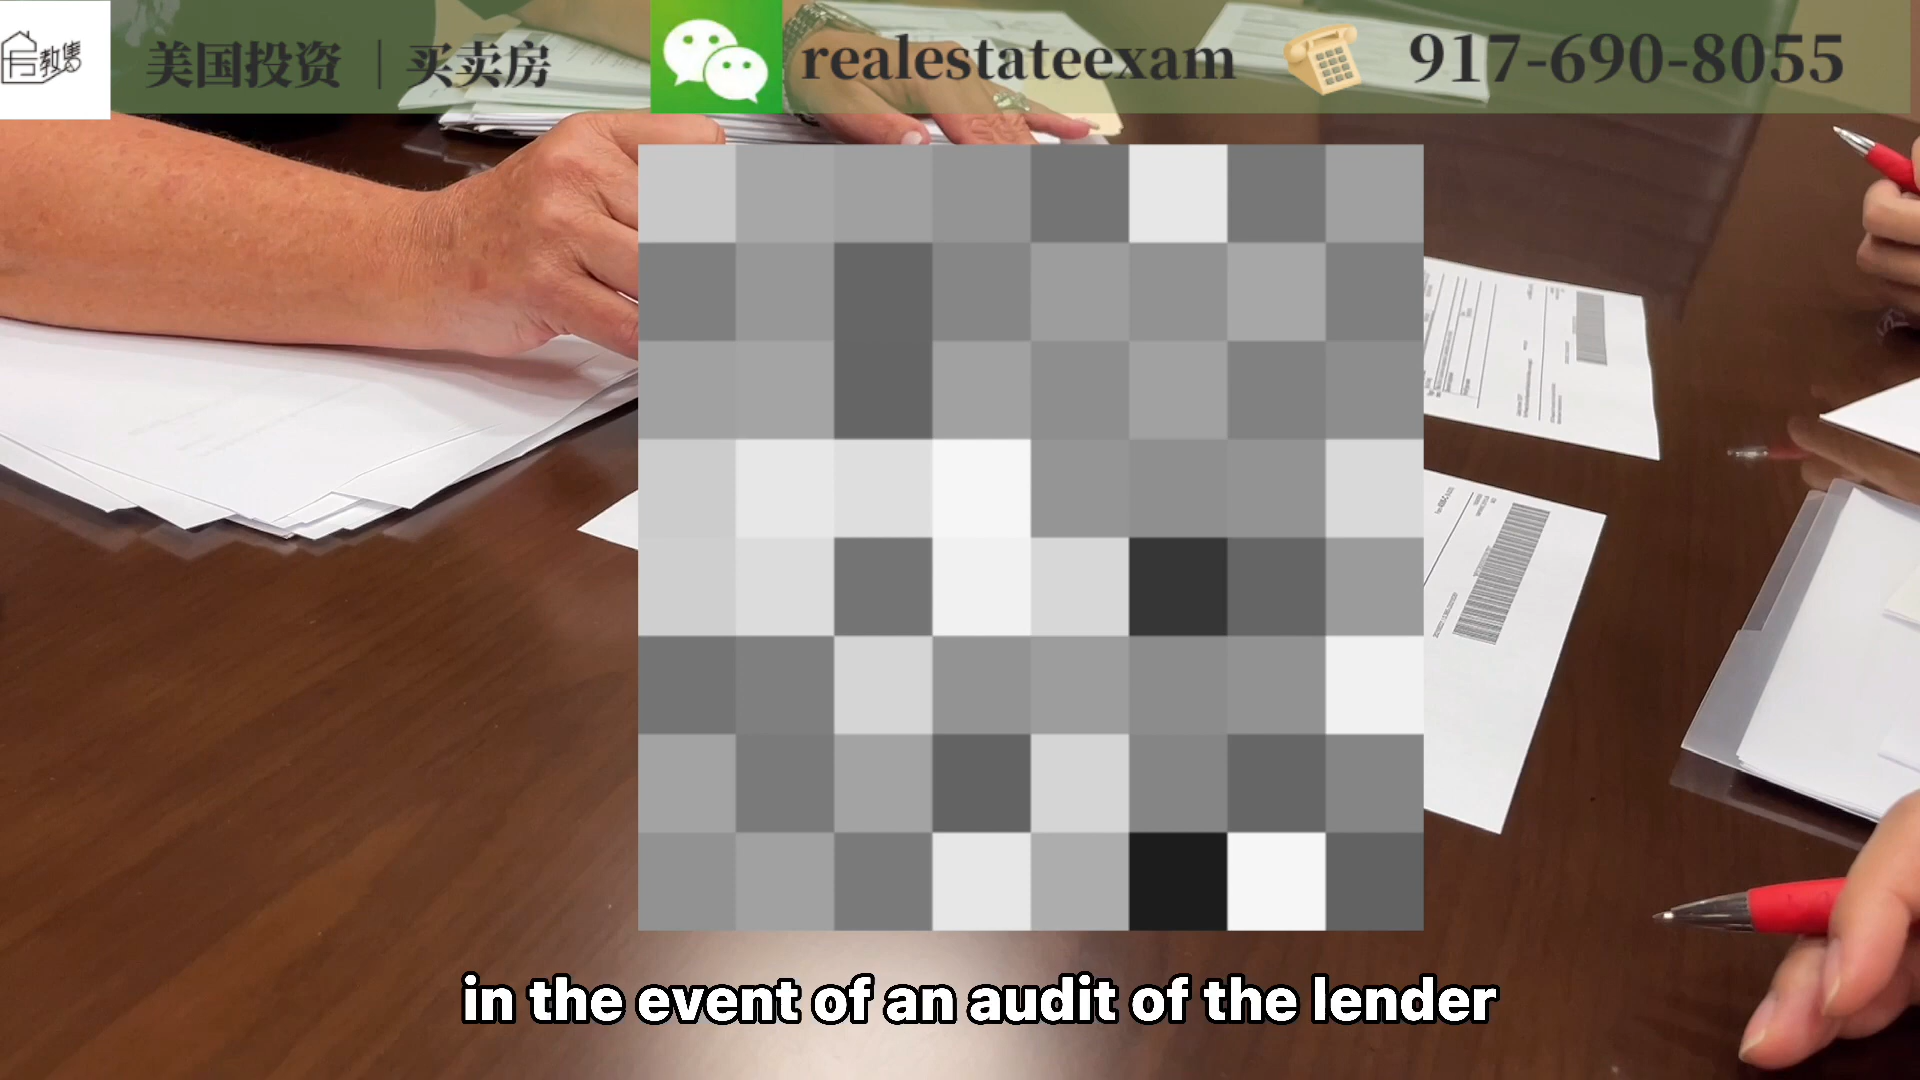 房教售
美国投资｜买卖房
realestateexam
917-690-8055
in the event of an audit of the lender